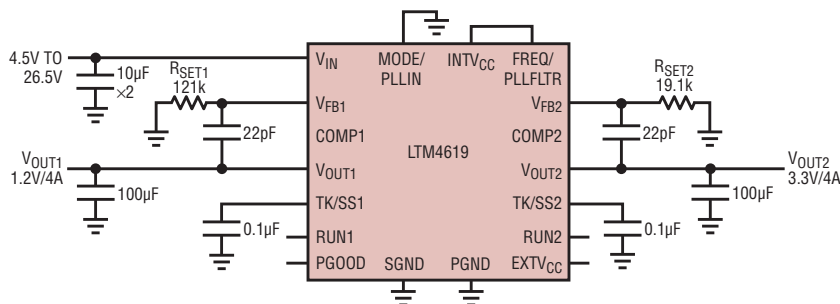 4.5V TO
26.5V
10µF
×2
RSET1
121k
VIN
MODE/
PLLIN
INTVCC
FREQ/
PLLFLTR
RSET2
19.1k
VFB1
VFB2
22pF
COMP1
LTM4619
COMP2
22pF
VOUT1
1.2V/4A
VOUT1
VOUT2
VOUT2
3.3V/4A
100µF
100µF
TK/SS1
TK/SS2
0.1µF
0.1µF
RUN1
RUN2
PGOOD
SGND
PGND
EXTVCC